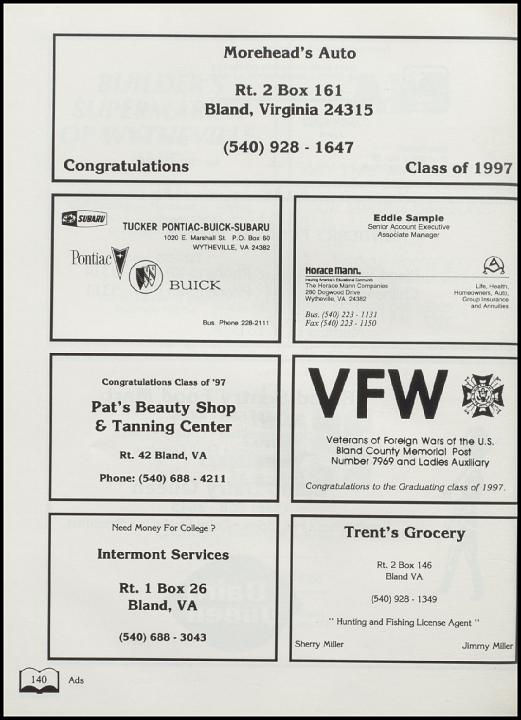 Morehead's Auto
Rt. 2 Box 161
Bland, Virginia 24315
(540) 928 - 1647
Congratulations Class of 1997
SUBARU
TUCKER PONTIAC-BUICK-SUBARU
1020 E. Marshall St. P.O. Box 60
WYTHEVILLE, VA 24382
Pontiac
BUICK
Bus. Phone 228-2111
Eddie Sample
Senior Account Executive
Associate Manager
Horace Mann.
Insuring America's Educational Community
The Horace Mann Companies
280 Dogwood Drive
Wytheville, VA 24382
Bus. (540) 223 - 1131
Fax (540) 223 - 1150
Life, Health,
Homeowners, Auto,
Group Insurance
and Annuities
Congratulations Class of '97
Pat's Beauty Shop
& Tanning Center
Rt. 42 Bland, VA
Phone: (540) 688 - 4211
VFW
Veterans of Foreign Wars of the U.S.
Bland County Memorial Post
Number 7969 and Ladies Auxiliary
Congratulations to the Graduating class of 1997.
Need Money For College ?
Intermont Services
Rt. 1 Box 26
Bland, VA
(540) 688 - 3043
Trent's Grocery
Rt. 2 Box 146
Bland VA
(540) 928 - 1349
" Hunting and Fishing License Agent "
Sherry Miller Jimmy Miller
140 Ads